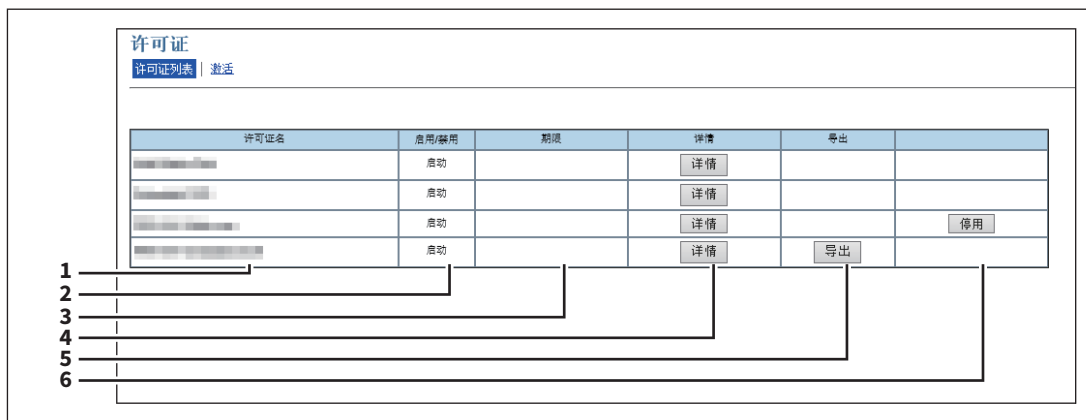 许可证
许可证列表 | 激活
许可证名 启用/禁用 期限 详情 导出
启动 详情
启动 详情
启动 详情 停用
启动 详情 导出
1
2
3
4
5
6